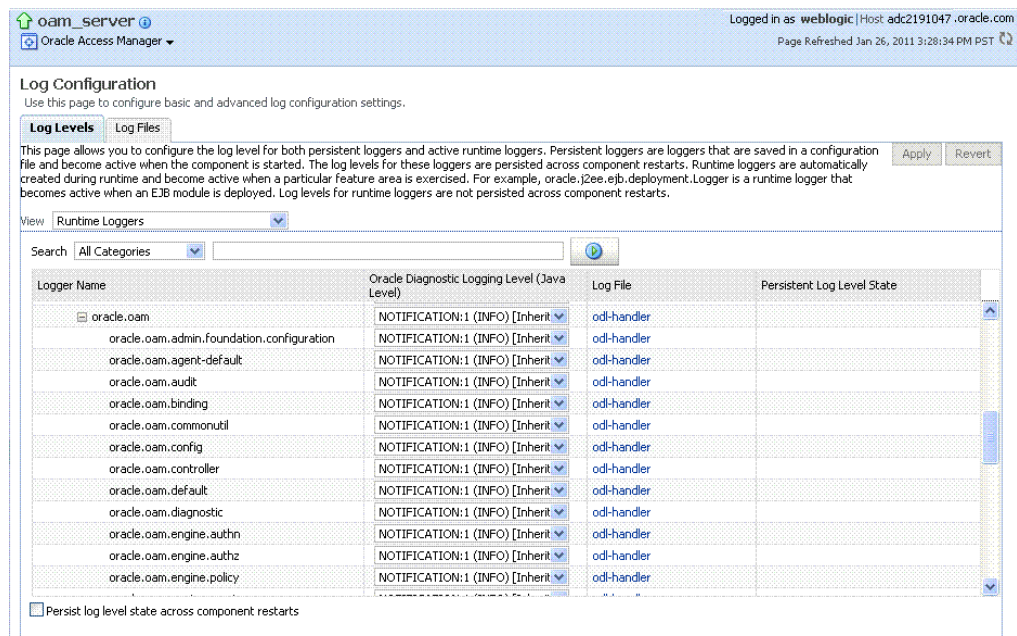 oam_server
Logged in as weblogic|Host adc2191047.oracle.com
Oracle Access Manager
Page Refreshed Jan 26, 2011 3:28:34 PM PST
Log Configuration
Use this page to configure basic and advanced log configuration settings.
Log Levels Log Files
This page allows you to configure the log level for both persistent loggers and active runtime loggers. Persistent loggers are loggers that are saved in a configuration
file and become active when the component is started. The log levels for these loggers are persisted across component restarts. Runtime loggers are automatically
created during runtime and become active when a particular feature area is exercised. For example, oracle.j2ee.ejb.deployment.Logger is a runtime logger that
becomes active when an EJB module is deployed. Log levels for runtime loggers are not persisted across component restarts.
Apply Revert
View Runtime Loggers
Search All Categories
Logger Name Oracle Diagnostic Logging Level (Java Level) Log File Persistent Log Level State
oracle.oam NOTIFICATION:1 (INFO) [Inherit odl-handler
oracle.oam.admin.foundation.configuration NOTIFICATION:1 (INFO) [Inherit odl-handler
oracle.oam.agent-default NOTIFICATION:1 (INFO) [Inherit odl-handler
oracle.oam.audit NOTIFICATION:1 (INFO) [Inherit odl-handler
oracle.oam.binding NOTIFICATION:1 (INFO) [Inherit odl-handler
oracle.oam.commonutil NOTIFICATION:1 (INFO) [Inherit odl-handler
oracle.oam.config NOTIFICATION:1 (INFO) [Inherit odl-handler
oracle.oam.controller NOTIFICATION:1 (INFO) [Inherit odl-handler
oracle.oam.default NOTIFICATION:1 (INFO) [Inherit odl-handler
oracle.oam.diagnostic NOTIFICATION:1 (INFO) [Inherit odl-handler
oracle.oam.engine.authn NOTIFICATION:1 (INFO) [Inherit odl-handler
oracle.oam.engine.authz NOTIFICATION:1 (INFO) [Inherit odl-handler
oracle.oam.engine.policy NOTIFICATION:1 (INFO) [Inherit odl-handler
Persist log level state across component restarts